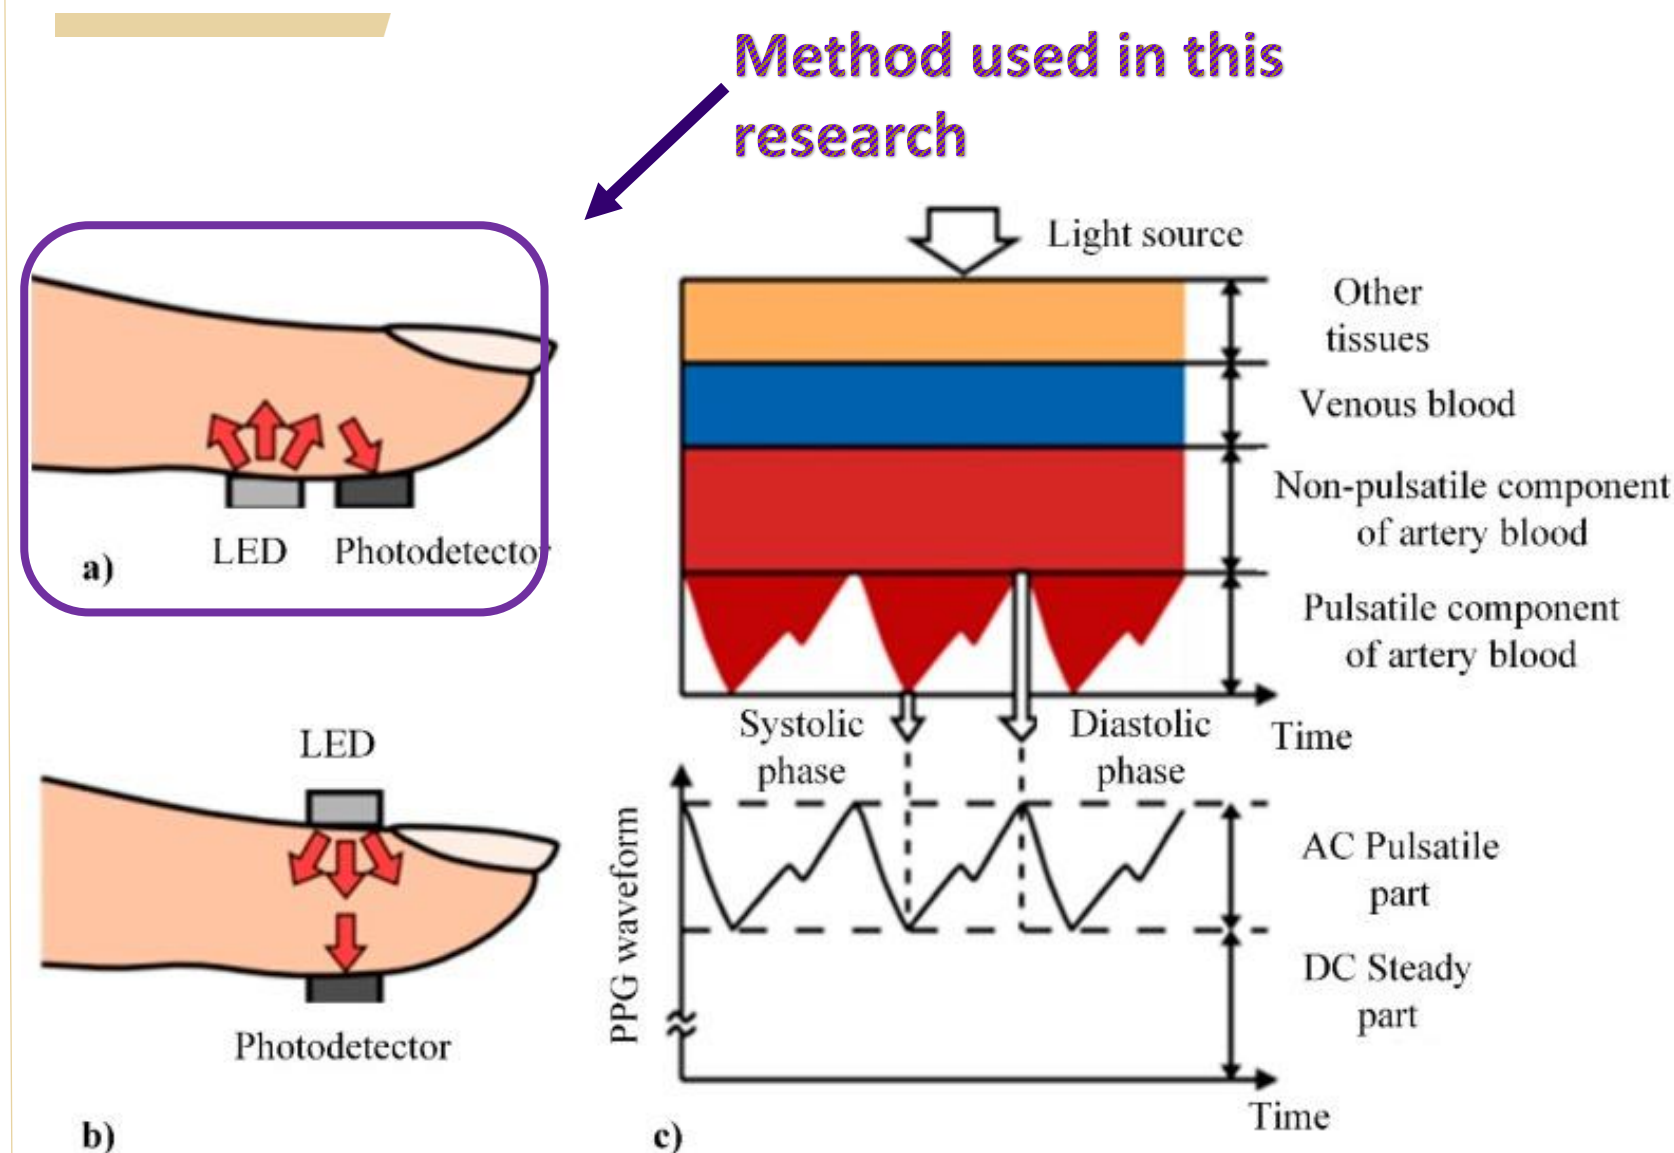 Method used in this
research
LED
Photodetector
a)
LED
Photodetector
b)
Light source
Other
tissues
Venous blood
Non-pulsatile component
of artery blood
Pulsatile component
of artery blood
Time
Systolic
phase
Diastolic
phase
PPG waveform
AC Pulsatile
part
DC Steady
part
Time
c)